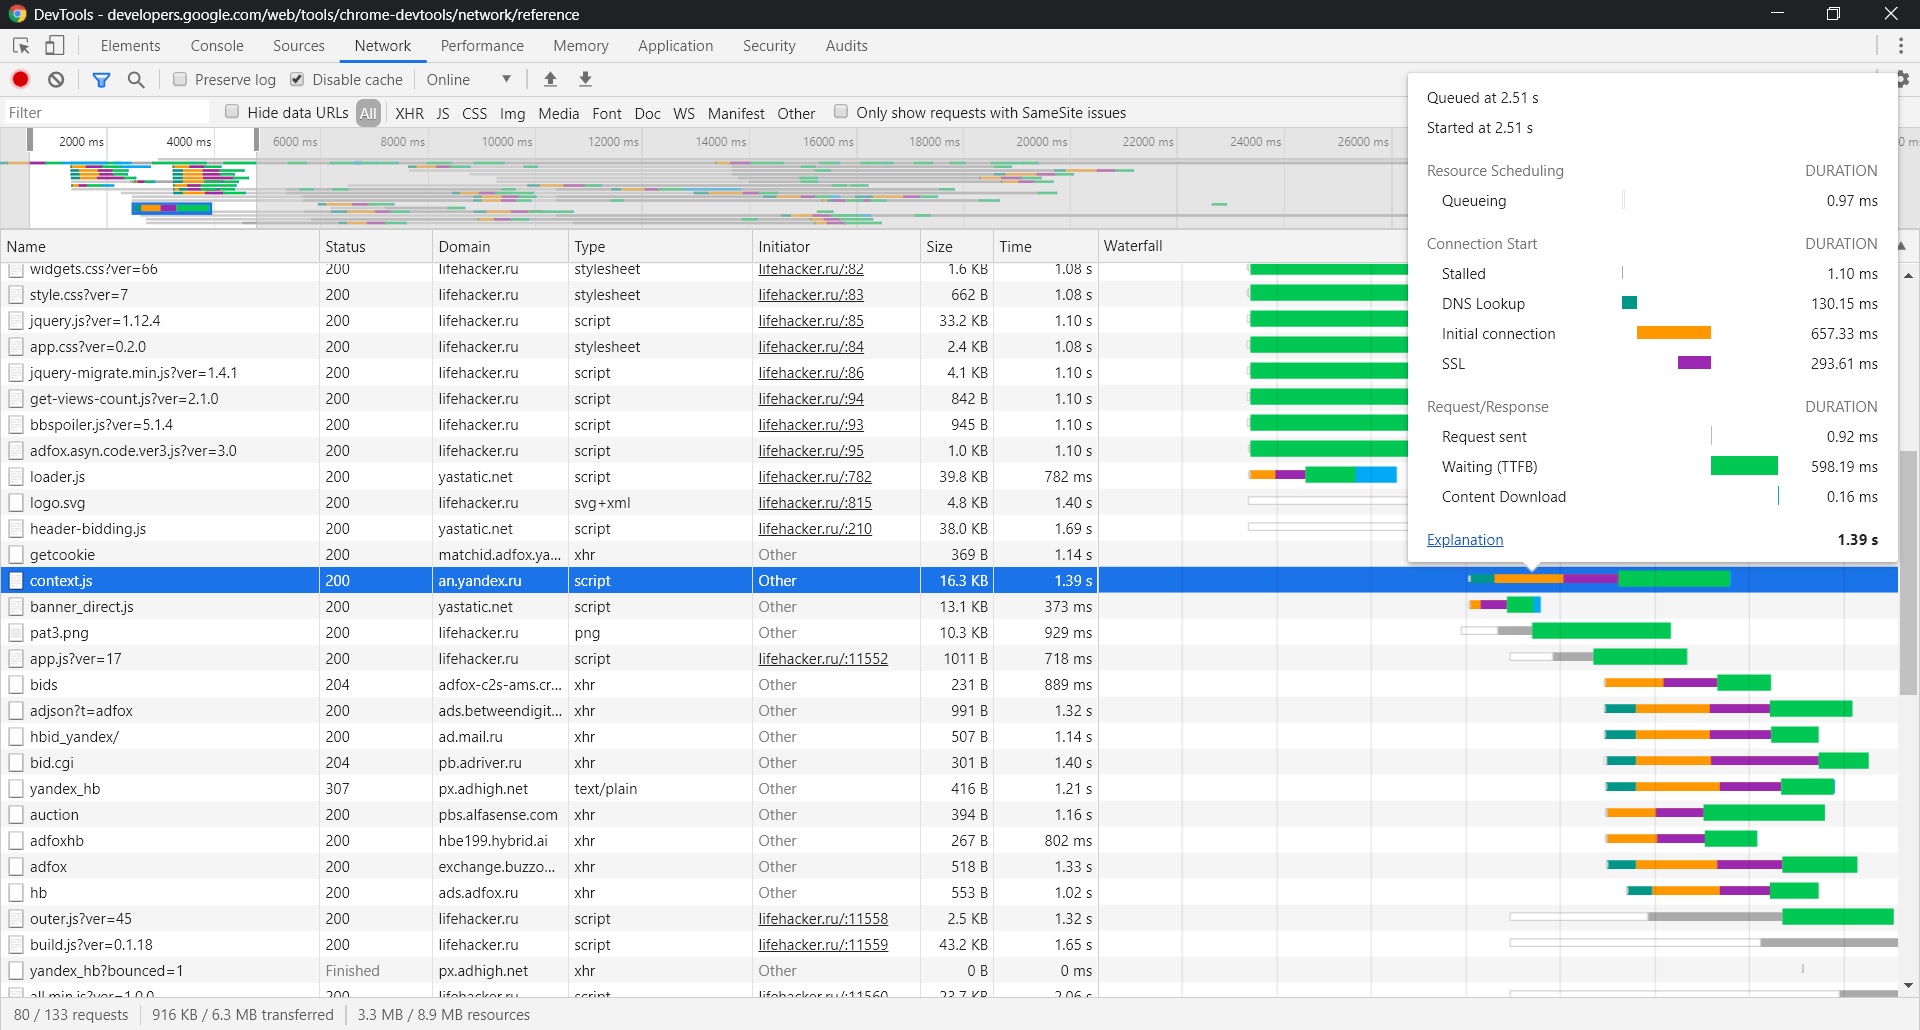 DevTools - developers.google.com/web/tools/chrome-devtools/network/reference
Elements Console Sources Network Performance Memory Application Security Audits
Preserve log Disable cache Online
Filter Hide data URLs All XHR JS CSS Img Media Font Doc WS Manifest Other Only show requests with SameSite issues
2000 ms 4000 ms 6000 ms 8000 ms 10000 ms 12000 ms 14000 ms 16000 ms 18000 ms 20000 ms 22000 ms 24000 ms 26000 ms
Name Status Domain Type Initiator Size Time Waterfall
widgets.css?ver=66 200 lifehacker.ru stylesheet lifehacker.ru/:82 1.6 KB 1.08 s
style.css?ver=7 200 lifehacker.ru stylesheet lifehacker.ru/:83 662 B 1.08 s
jquery.js?ver=1.12.4 200 lifehacker.ru script lifehacker.ru/:85 33.2 KB 1.10 s
app.css?ver=0.2.0 200 lifehacker.ru stylesheet lifehacker.ru/:84 2.4 KB 1.08 s
jquery-migrate.min.js?ver=1.4.1 200 lifehacker.ru script lifehacker.ru/:86 4.1 KB 1.10 s
get-views-count.js?ver=2.1.0 200 lifehacker.ru script lifehacker.ru/:94 842 B 1.10 s
bbspoiler.js?ver=5.1.4 200 lifehacker.ru script lifehacker.ru/:93 945 B 1.10 s
adfox.asyn.code.ver3.js?ver=3.0 200 lifehacker.ru script lifehacker.ru/:95 1.0 KB 1.10 s
loader.js 200 yastatic.net script lifehacker.ru/:782 39.8 KB 782 ms
logo.svg 200 lifehacker.ru svg+xml lifehacker.ru/:815 4.8 KB 1.40 s
header-bidding.js 200 yastatic.net script lifehacker.ru/:210 38.0 KB 1.69 s
getcookie 200 matchid.adfox.ya... xhr Other 369 B 1.14 s
context.js 200 an.yandex.ru script Other 16.3 KB 1.39 s
banner_direct.js 200 yastatic.net script Other 13.1 KB 373 ms
pat3.png 200 lifehacker.ru png Other 10.3 KB 929 ms
app.js?ver=17 200 lifehacker.ru script lifehacker.ru/:11552 1011 B 718 ms
bids 204 adfox-c2s-ams.cr... xhr Other 231 B 889 ms
adjson?t=adfox 200 ads.betweendigit... xhr Other 991 B 1.32 s
hbid_yandex/ 200 ad.mail.ru xhr Other 507 B 1.14 s
bid.cgi 204 pb.adriver.ru xhr Other 301 B 1.40 s
yandex_hb 307 px.adhigh.net text/plain Other 416 B 1.21 s
auction 200 pbs.alfasense.com xhr Other 394 B 1.16 s
adfoxhb 200 hbe199.hybrid.ai xhr Other 267 B 802 ms
adfox 200 exchange.buzzo... xhr Other 518 B 1.33 s
hb 200 ads.adfox.ru xhr Other 553 B 1.02 s
outer.js?ver=45 200 lifehacker.ru script lifehacker.ru/:11558 2.5 KB 1.32 s
build.js?ver=0.1.18 200 lifehacker.ru script lifehacker.ru/:11559 43.2 KB 1.65 s
yandex_hb?bounced=1 Finished px.adhigh.net xhr Other 0 B 0 ms
all.min.js?ver=1.0.0 200 lifehacker.ru script lifehacker.ru/:11560 23.7 KB 2.06 s
80 / 133 requests 916 KB / 6.3 MB transferred 3.3 MB / 8.9 MB resources
Queued at 2.51 s
Started at 2.51 s
Resource Scheduling DURATION
Queueing 0.97 ms
Connection Start DURATION
Stalled 1.10 ms
DNS Lookup 130.15 ms
Initial connection 657.33 ms
SSL 293.61 ms
Request/Response DURATION
Request sent 0.92 ms
Waiting (TTFB) 598.19 ms
Content Download 0.16 ms
Explanation 1.39 s